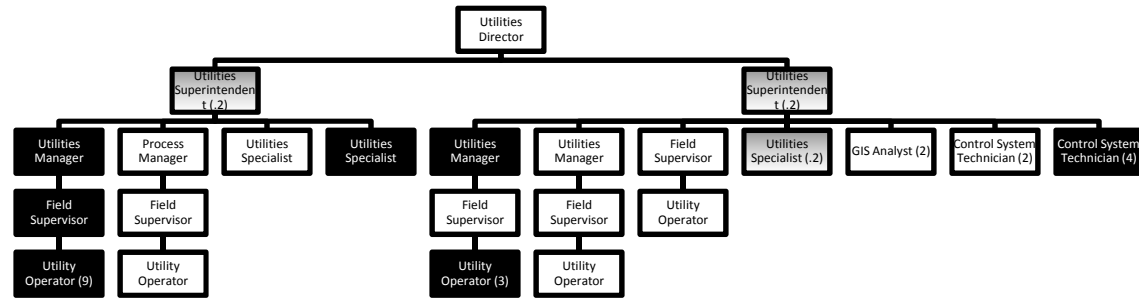 Utilities
Director
Utilities
Superintenden
t (.2)
Utilities
Superintenden
t (.2)
Utilities
Manager
Process
Manager
Utilities
Specialist
Utilities
Specialist
Utilities
Manager
Utilities
Manager
Field
Supervisor
Utilities
Specialist (.2)
GIS Analyst (2)
Control System
Technician (2)
Control System
Technician (4)
Field
Supervisor
Field
Supervisor
Field
Supervisor
Field
Supervisor
Utility
Operator
Utility
Operator (9)
Utility
Operator
Utility
Operator (3)
Utility
Operator